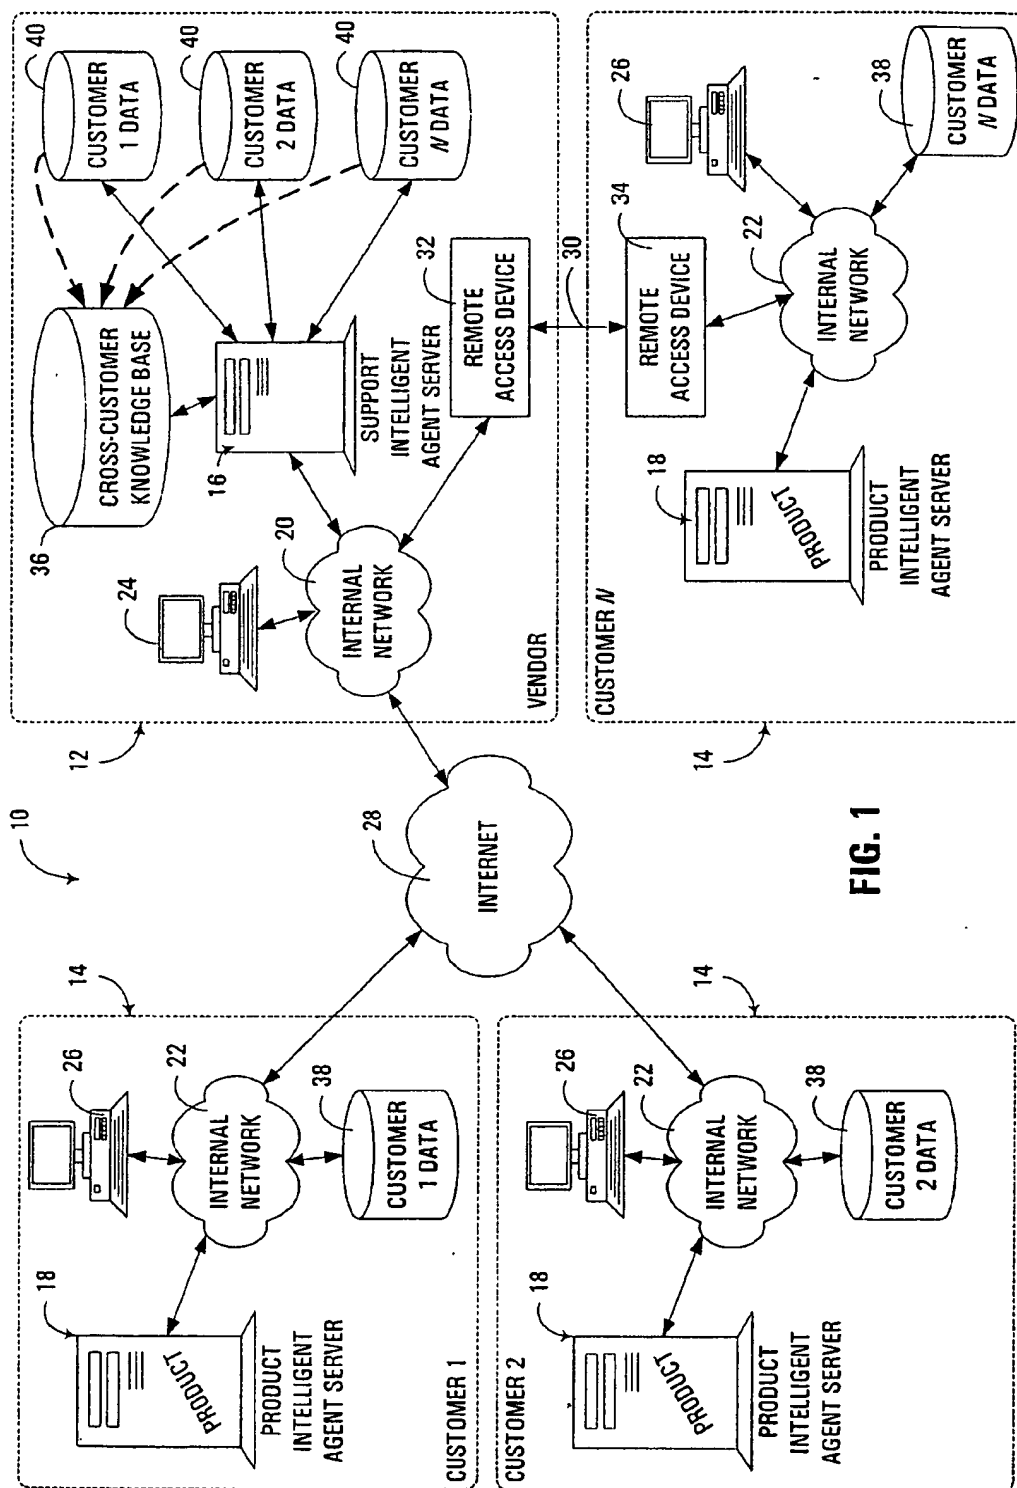 10
12
14
36
CROSS-CUSTOMER
KNOWLEDGE BASE
40
CUSTOMER
1 DATA
40
CUSTOMER
2 DATA
40
CUSTOMER
N DATA
16
SUPPORT
INTELLIGENT
AGENT SERVER
24
20
INTERNAL
NETWORK
32
REMOTE
ACCESS DEVICE
VENDOR
30
28
INTERNET
14
18
PRODUCT
PRODUCT
INTELLIGENT
AGENT SERVER
26
22
INTERNAL
NETWORK
38
CUSTOMER
1 DATA
CUSTOMER 1
14
18
PRODUCT
PRODUCT
INTELLIGENT
AGENT SERVER
26
22
INTERNAL
NETWORK
38
CUSTOMER
2 DATA
CUSTOMER 2
34
REMOTE
ACCESS DEVICE
18
PRODUCT
PRODUCT
INTELLIGENT
AGENT SERVER
22
INTERNAL
NETWORK
26
38
CUSTOMER
N DATA
CUSTOMER N
FIG. 1